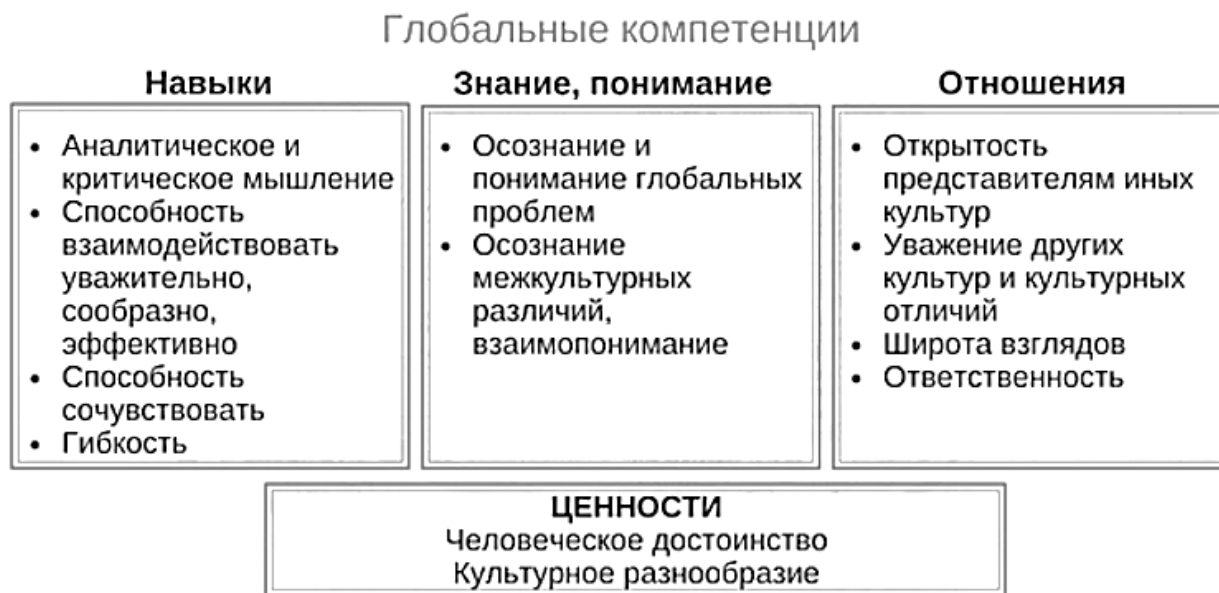 Глобальные компетенции
Навыки
• Аналитическое и
критическое мышление
• Способность
взаимодействовать
уважительно,
сообразно,
эффективно
• Способность
сочувствовать
• Гибкость
Знание, понимание
• Осознание и
понимание глобальных
проблем
• Осознание
межкультурных
различий,
взаимопонимание
Отношения
• Открытость
представителям иных
культур
• Уважение других
культур и культурных
отличий
• Широта взглядов
• Ответственность
ЦЕННОСТИ
Человеческое достоинство
Культурное разнообразие